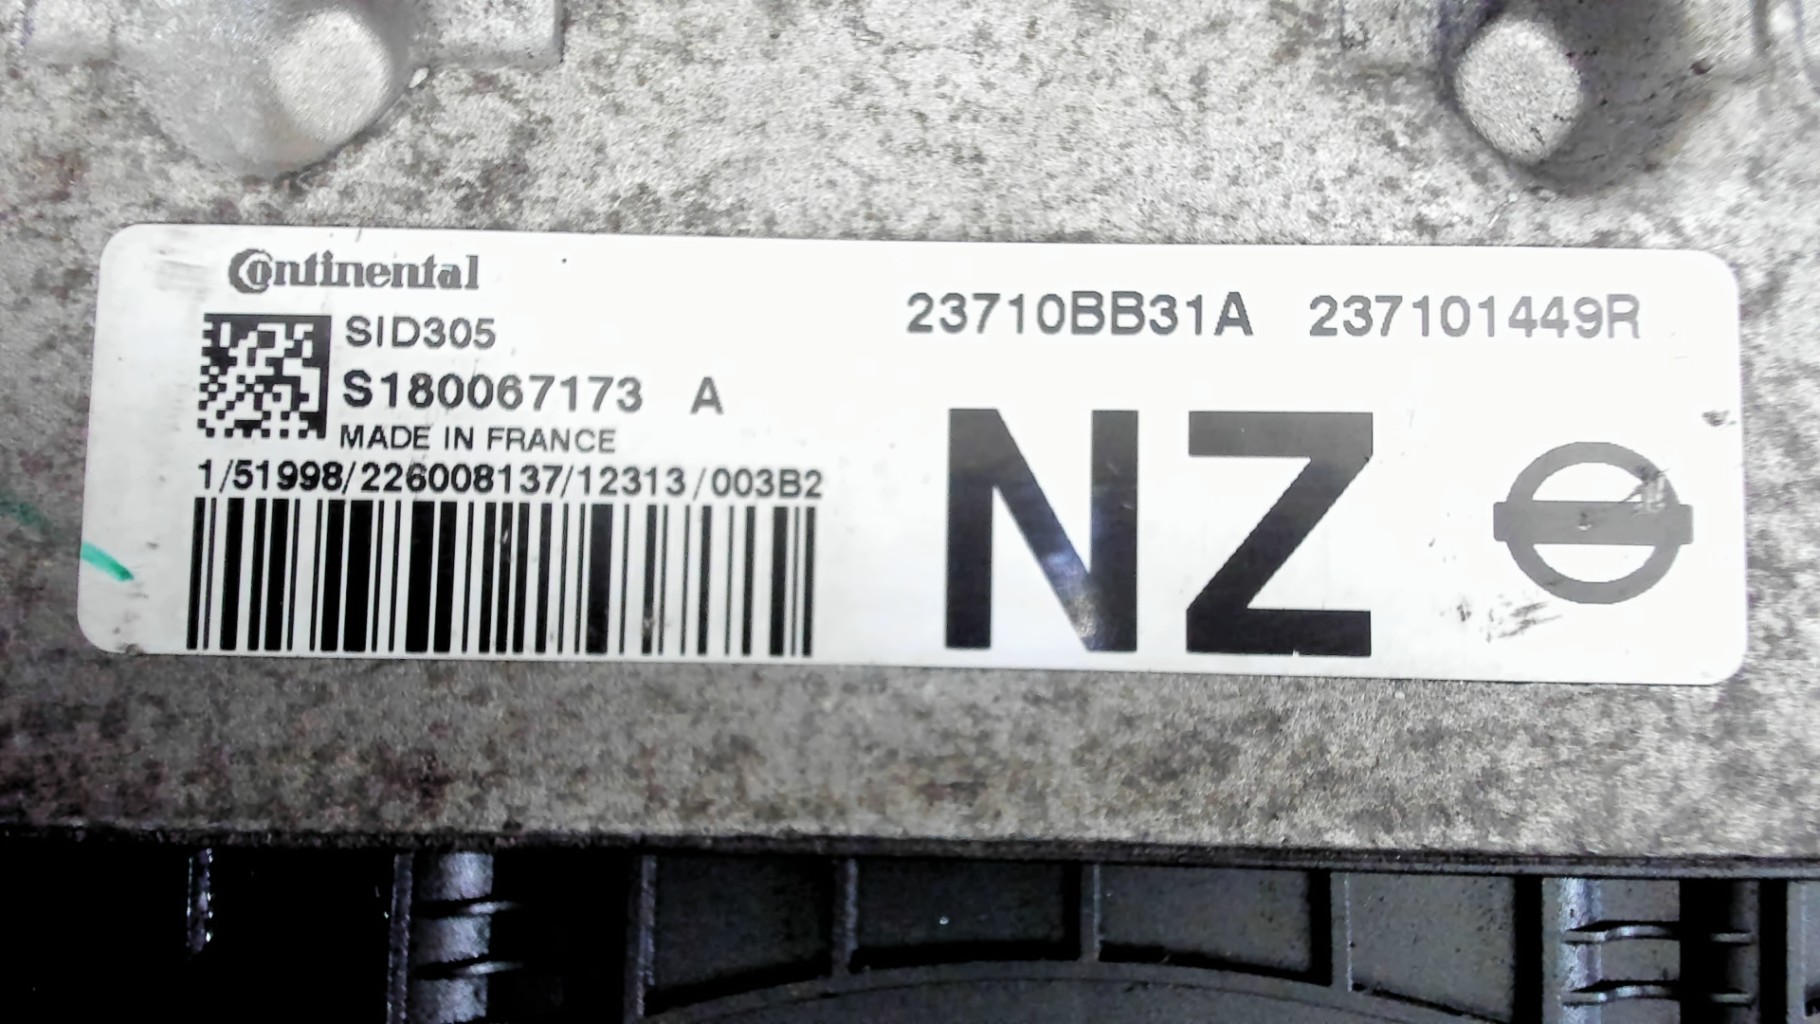 Continental
SID305
S180067173 A
MADE IN FRANCE
1/51998/226008137/12313/003B2
23710BB31A 237101449R
NZ